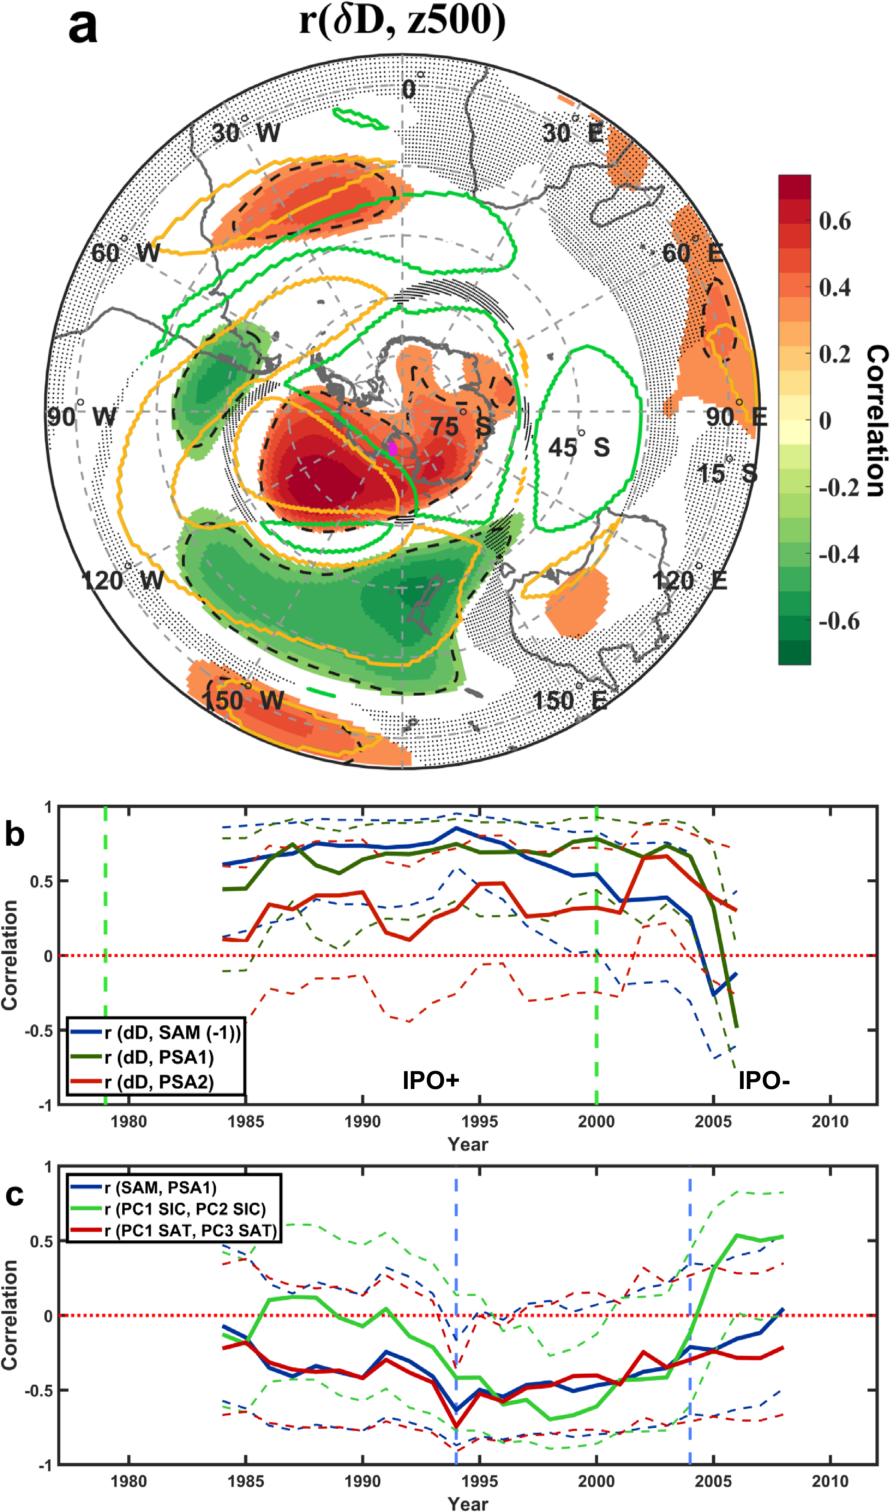 a
r(δD, z500)
0°
30° W
30° E
60° W
60° E
90° W
75° S
90° E
45° S
15° S
120° W
120° E
150° W
150° E
0.6
0.4
0.2
0
-0.2
-0.4
-0.6
Correlation
b
1
0.5
0
-0.5
-1
Correlation
r (dD, SAM (-1))
r (dD, PSA1)
r (dD, PSA2)
IPO+
IPO-
1980 1985 1990 1995 2000 2005 2010
Year
c
1
0.5
0
-0.5
-1
Correlation
r (SAM, PSA1)
r (PC1 SIC, PC2 SIC)
r (PC1 SAT, PC3 SAT)
1980 1985 1990 1995 2000 2005 2010
Year